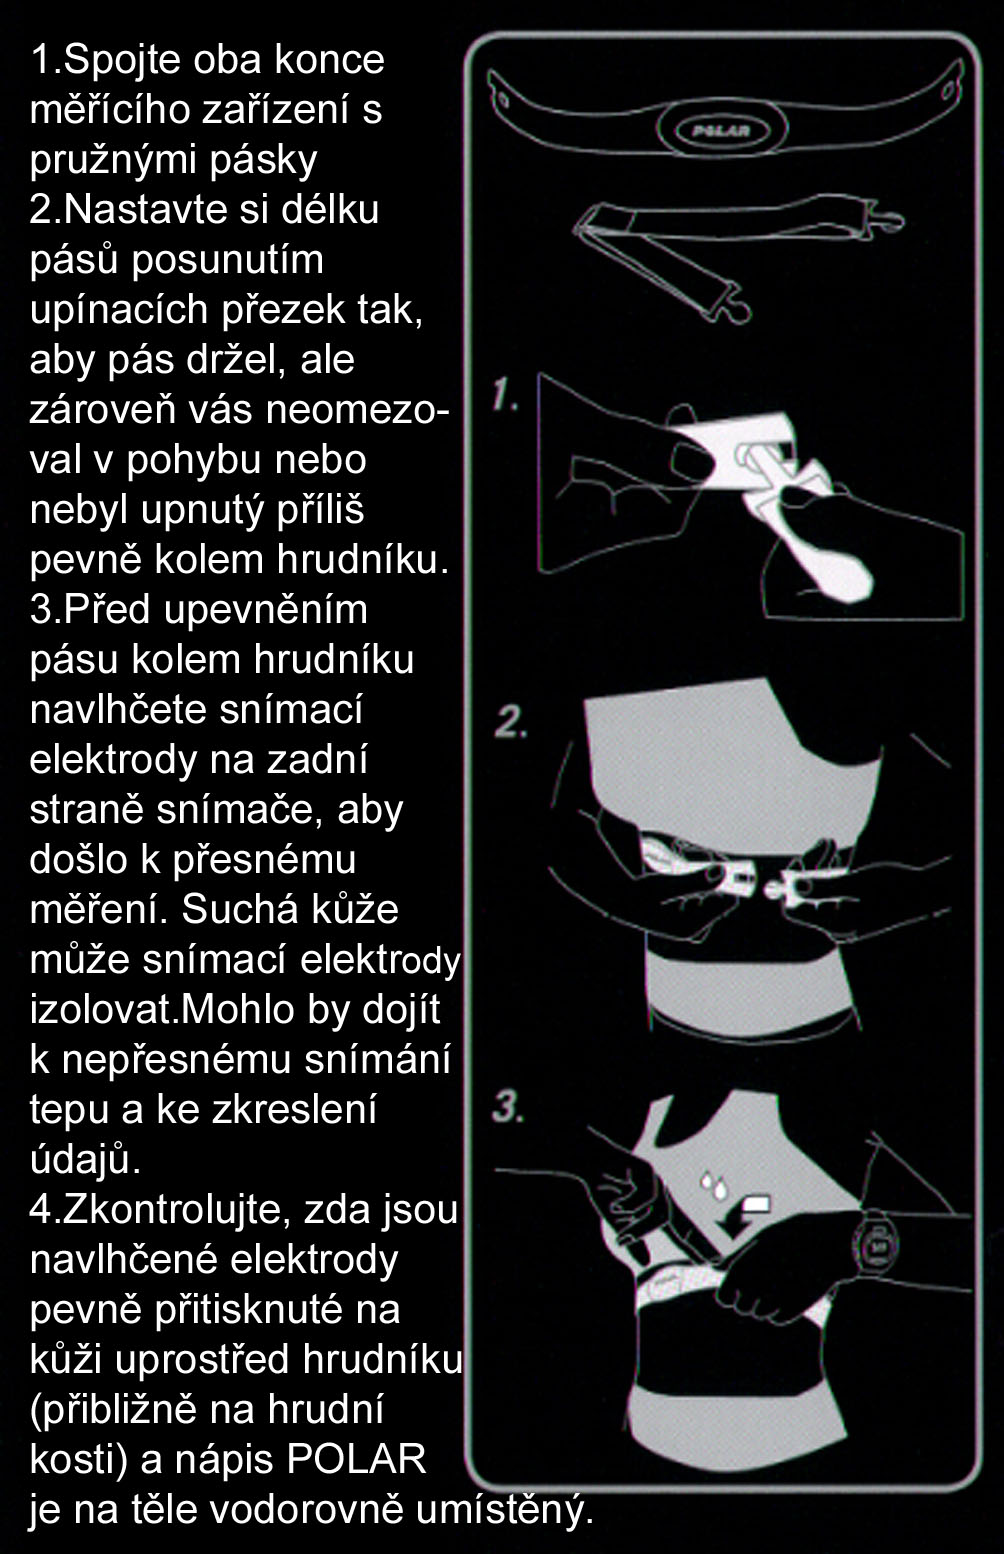 1.Spojte oba konce
měřícího zařízení s
pružnými pásky
2.Nastavte si délku
pásů posunutím
upínacích přezek tak,
aby pás držel, ale
zároveň vás neomezo-
val v pohybu nebo
nebyl upnutý příliš
pevně kolem hrudníku.
3.Před upevněním
pásu kolem hrudníku
navlhčete snímací
elektrody na zadní
straně snímače, aby
došlo k přesnému
měření. Suchá kůže
může snímací elektrody
izolovat.Mohlo by dojít
k nepřesnému snímání
tepu a ke zkreslení
údajů.
4.Zkontrolujte, zda jsou
navlhčené elektrody
pevně přitisknuté na
kůži uprostřed hrudníku
(přibližně na hrudní
kosti) a nápis POLAR
je na těle vodorovně umístěný.
POLAR
1.
2.
3.